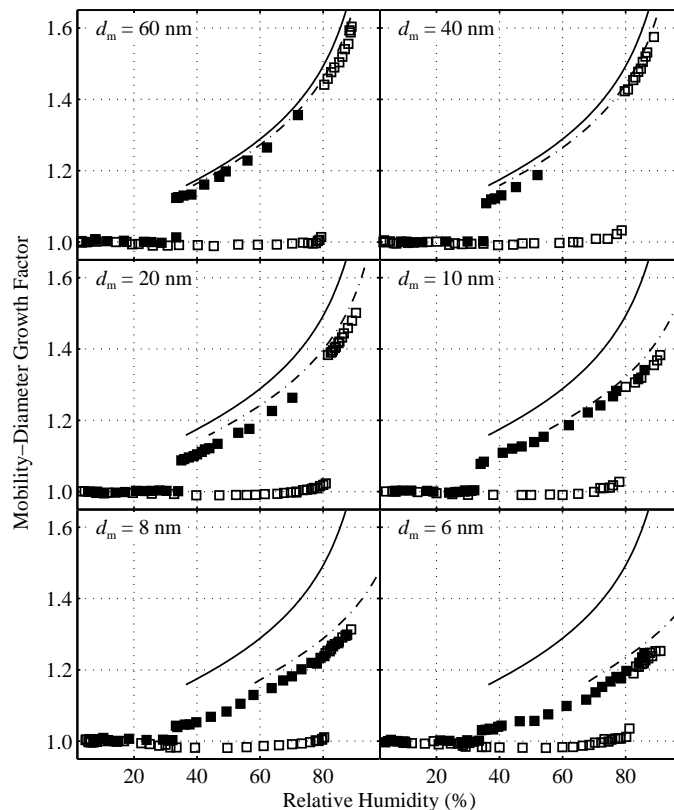 d_m = 60 nm
d_m = 40 nm
1.6
1.4
1.2
1.0
d_m = 20 nm
d_m = 10 nm
1.6
1.4
1.2
1.0
d_m = 8 nm
d_m = 6 nm
1.6
1.4
1.2
1.0
20 40 60 80 20 40 60 80
Mobility–Diameter Growth Factor
Relative Humidity (%)